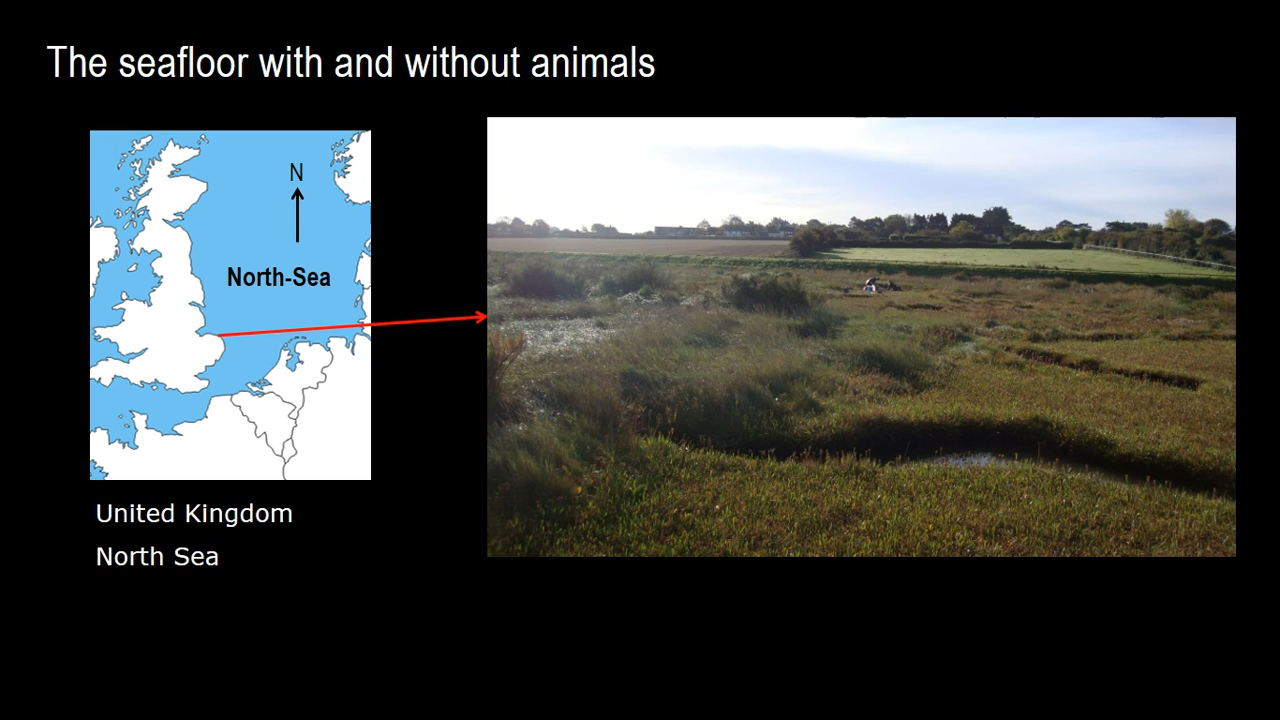 The seafloor with and without animals
N
North-Sea
United Kingdom
North Sea